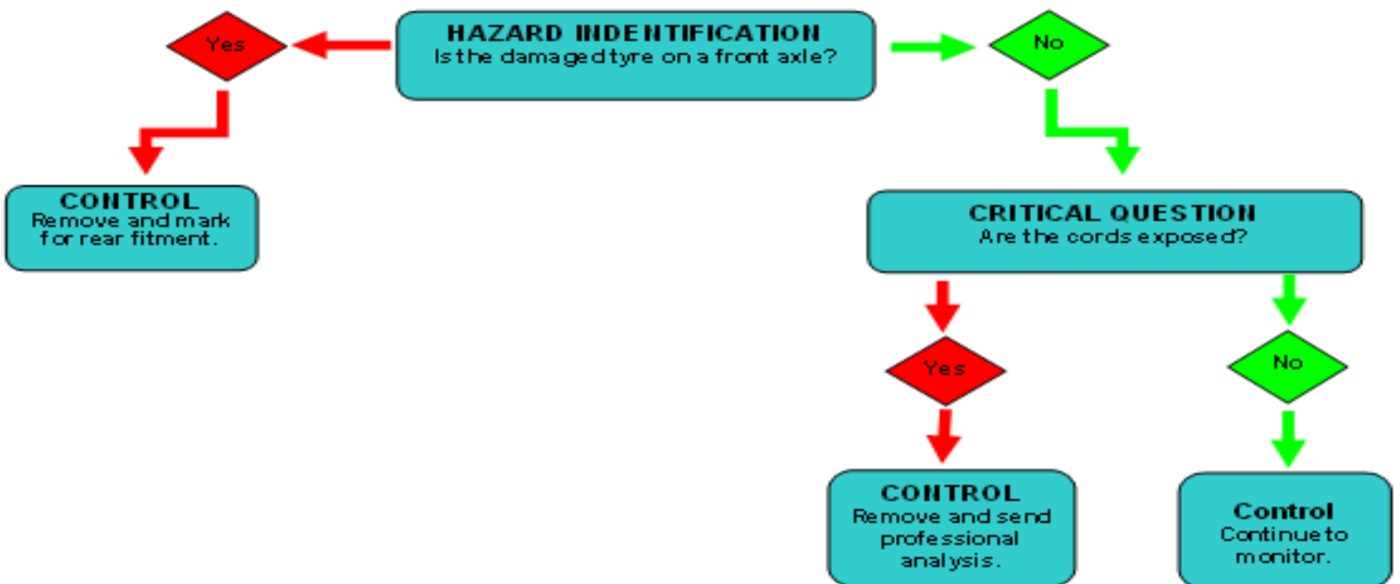 HAZARD INDENTIFICATION
Is the damaged tyre on a front axle?
Yes
No
CONTROL
Remove and mark
for rear fitment.
CRITICAL QUESTION
Are the cords exposed?
Yes
No
CONTROL
Remove and send
professional
analysis.
Control
Continue to
monitor.